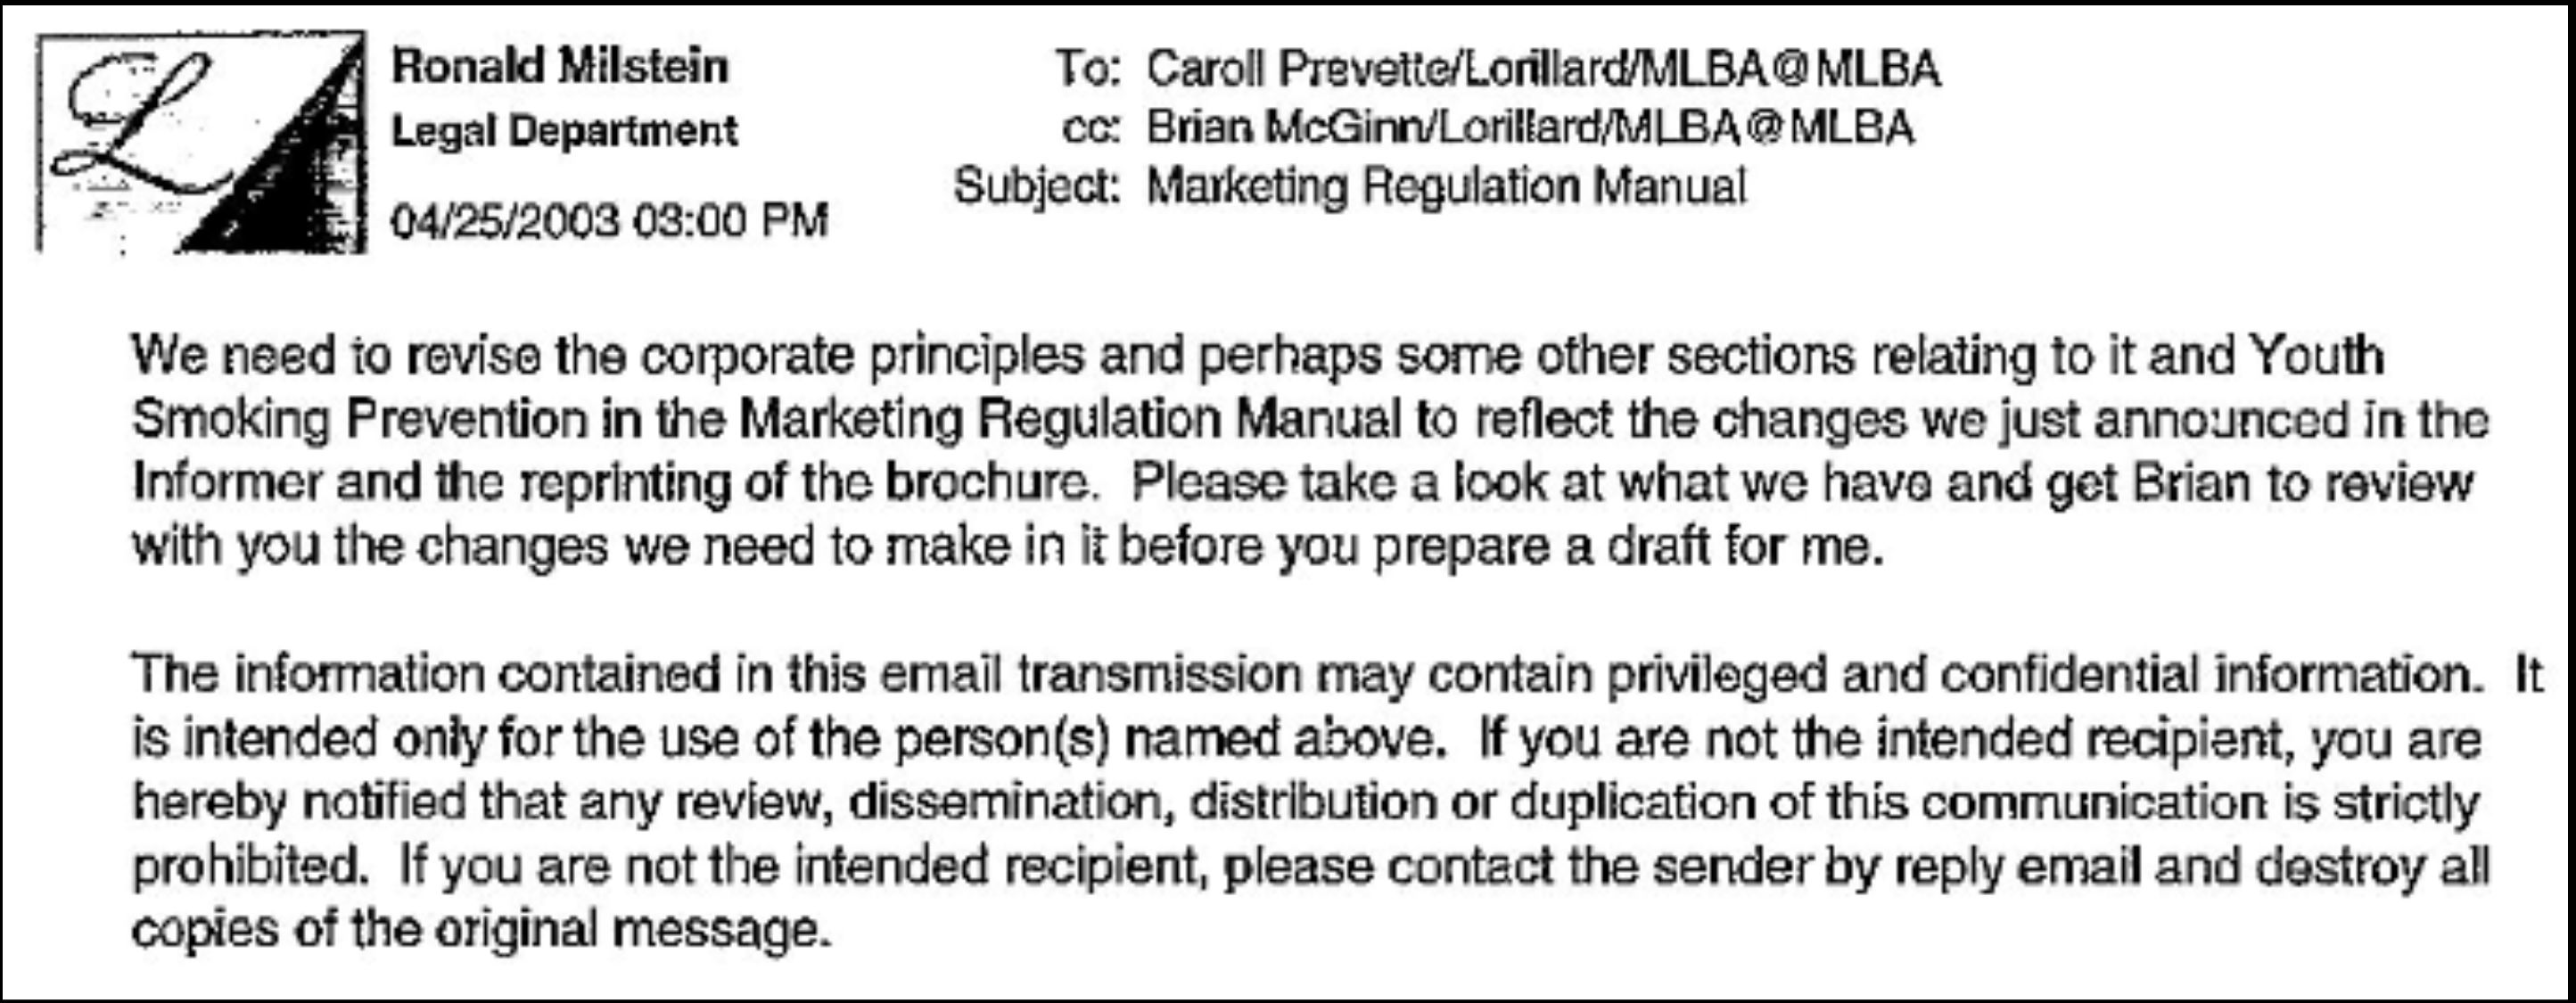 Ronald Milstein
Legal Department
04/25/2003 03:00 PM
To: Caroll Prevette/Lorillard/MLBA@MLBA
cc: Brian McGinn/Lorillard/MLBA@MLBA
Subject: Marketing Regulation Manual
We need to revise the corporate principles and perhaps some other sections relating to it and Youth
Smoking Prevention in the Marketing Regulation Manual to reflect the changes we just announced in the
Informer and the reprinting of the brochure. Please take a look at what we have and get Brian to review
with you the changes we need to make in it before you prepare a draft for me.
The information contained in this email transmission may contain privileged and confidential information. It
is intended only for the use of the person(s) named above. If you are not the intended recipient, you are
hereby notified that any review, dissemination, distribution or duplication of this communication is strictly
prohibited. If you are not the intended recipient, please contact the sender by reply email and destroy all
copies of the original message.